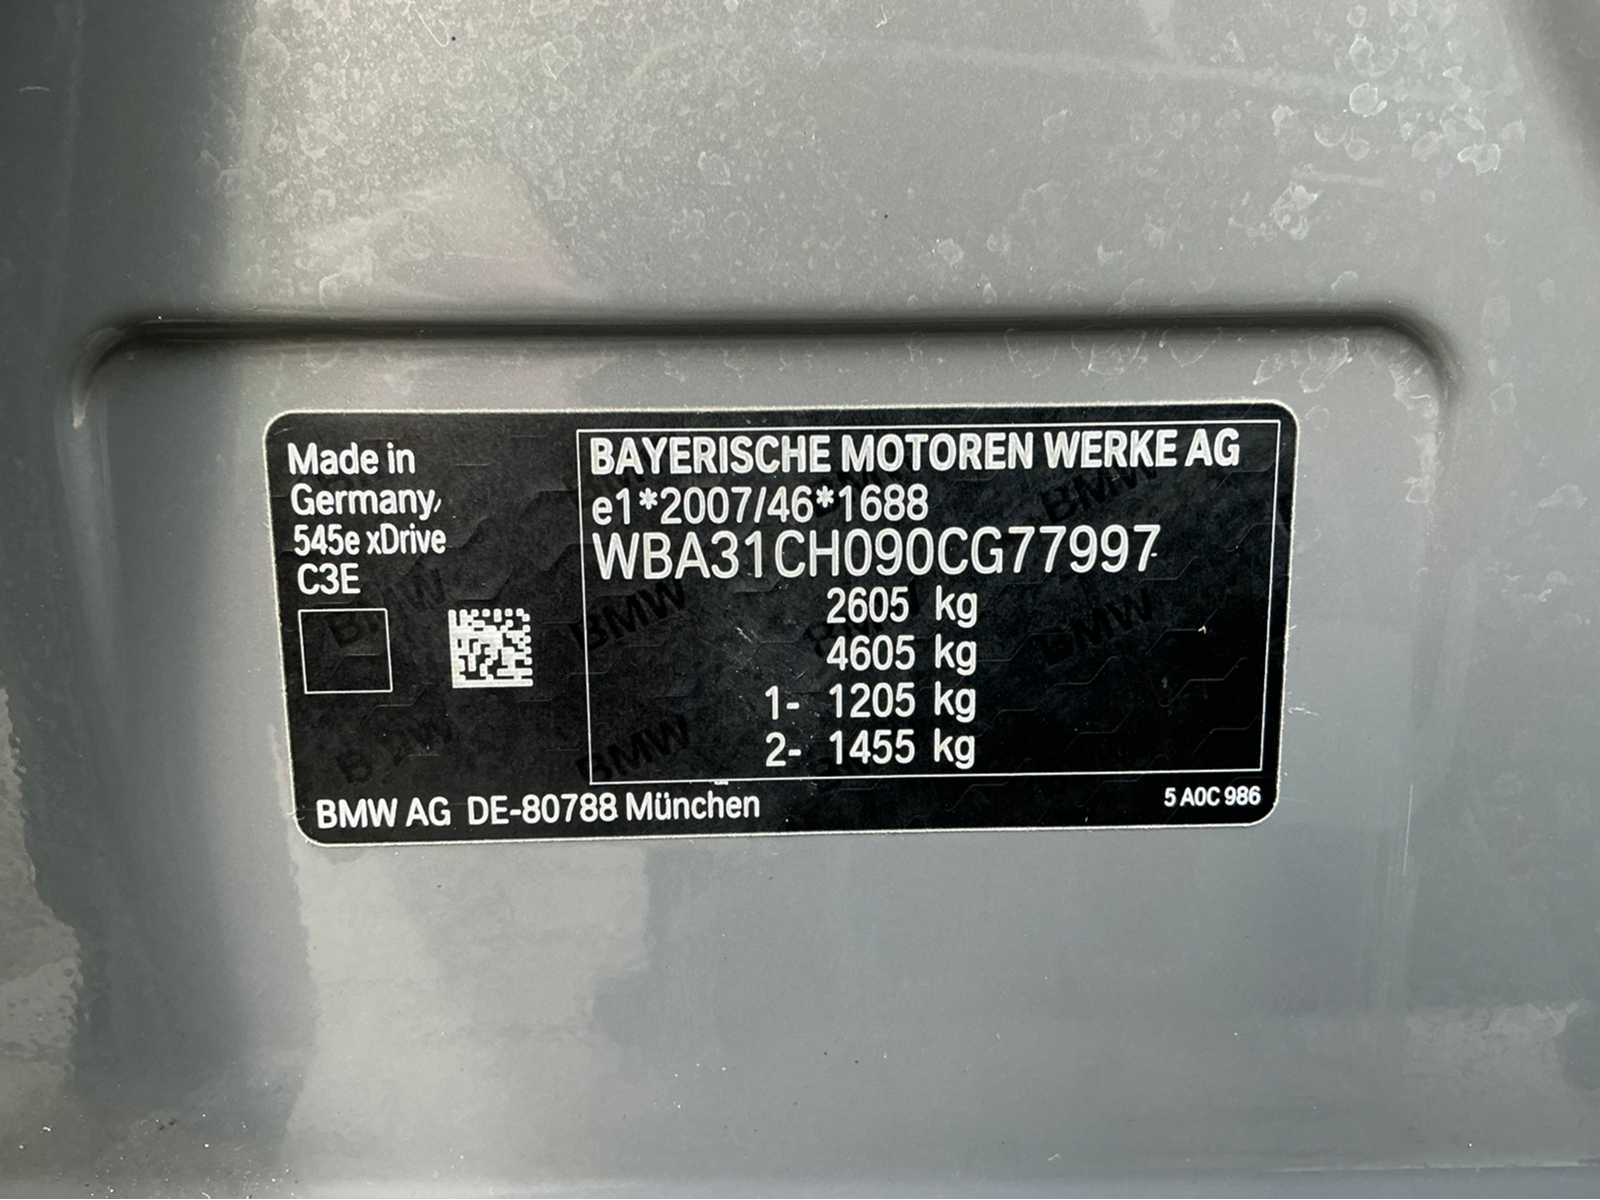 Made in
Germany
545e xDrive
C3E
BAYERISCHE MOTOREN WERKE AG
e1*2007/46*1688
WBA31CH090CG77997
2605 kg
4605 kg
1- 1205 kg
2- 1455 kg
BMW AG DE-80788 München
5 A0C 986